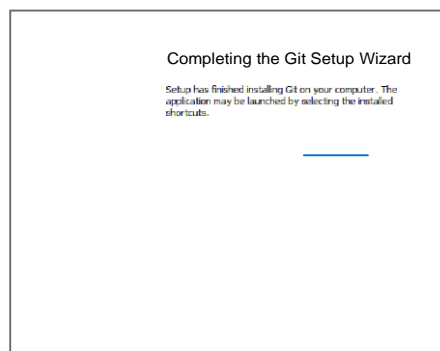 Completing the Git Setup Wizard
Setup has finished installing Git on your computer. The
application may be launched by selecting the installed
shortcuts.